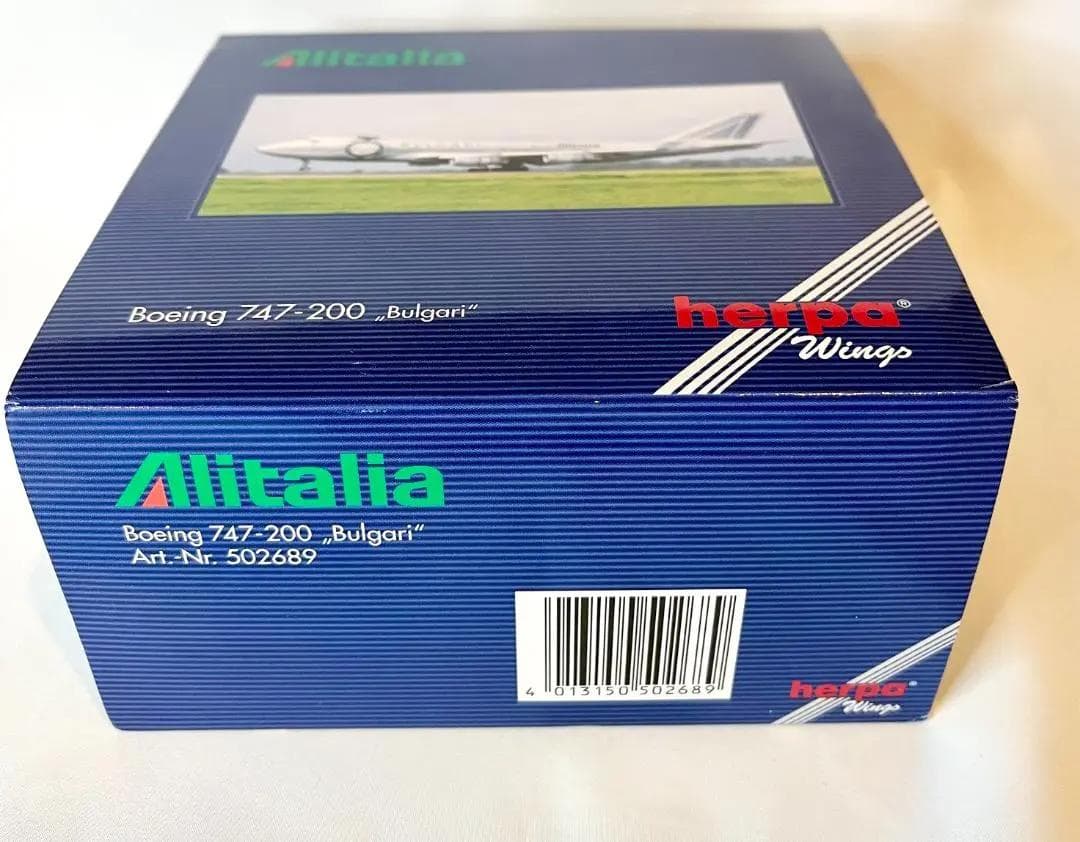 Alitalia
Alitalia
Boeing 747-200 „Bulgari“
herpa®
Wings
Alitalia
Boeing 747-200 „Bulgari“
Art.-Nr. 502689
4 013150 502689
herpa®
Wings